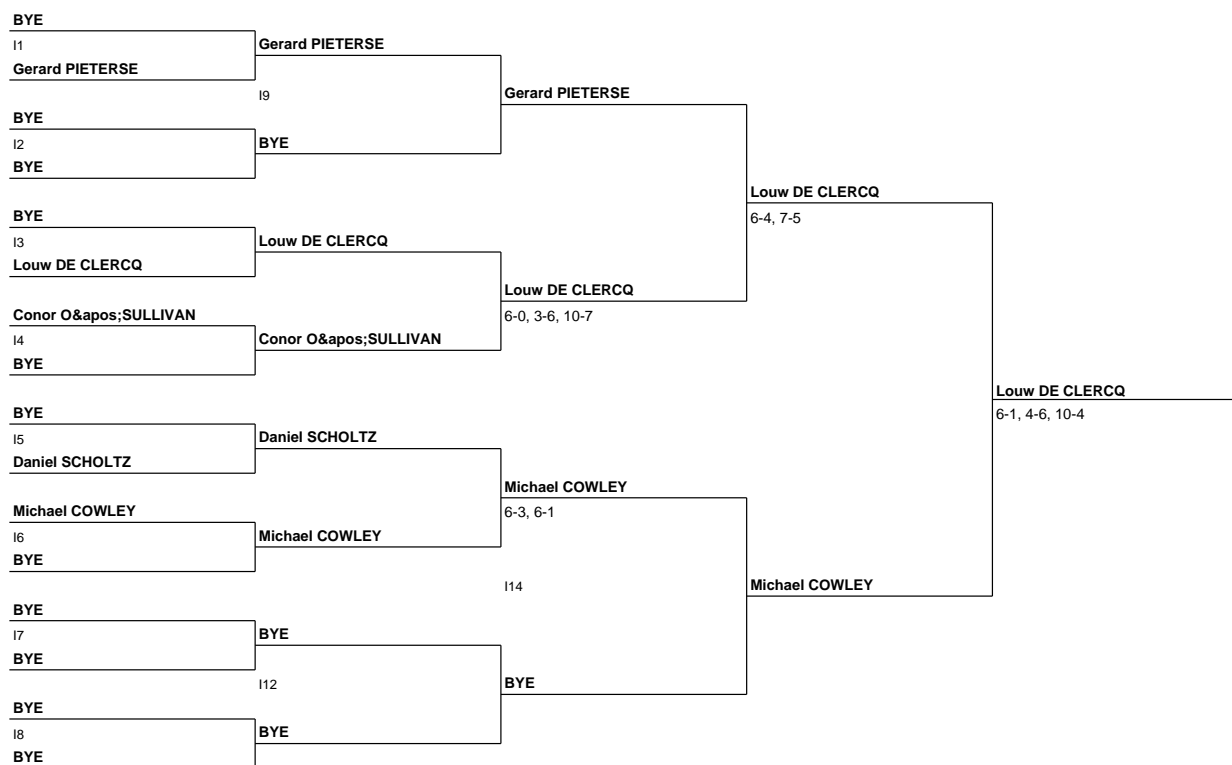 BYE
I1
Gerard PIETERSE
BYE
I2
BYE
BYE
I3
Louw DE CLERCQ
Conor O&apos;SULLIVAN
I4
BYE
BYE
I5
Daniel SCHOLTZ
Michael COWLEY
I6
BYE
BYE
I7
BYE
BYE
I8
BYE
Gerard PIETERSE
I9
BYE
Louw DE CLERCQ
Conor O&apos;SULLIVAN
Daniel SCHOLTZ
Michael COWLEY
BYE
I12
BYE
Gerard PIETERSE
Louw DE CLERCQ
6-0, 3-6, 10-7
Michael COWLEY
6-3, 6-1
I14
BYE
Louw DE CLERCQ
6-4, 7-5
Michael COWLEY
Louw DE CLERCQ
6-1, 4-6, 10-4